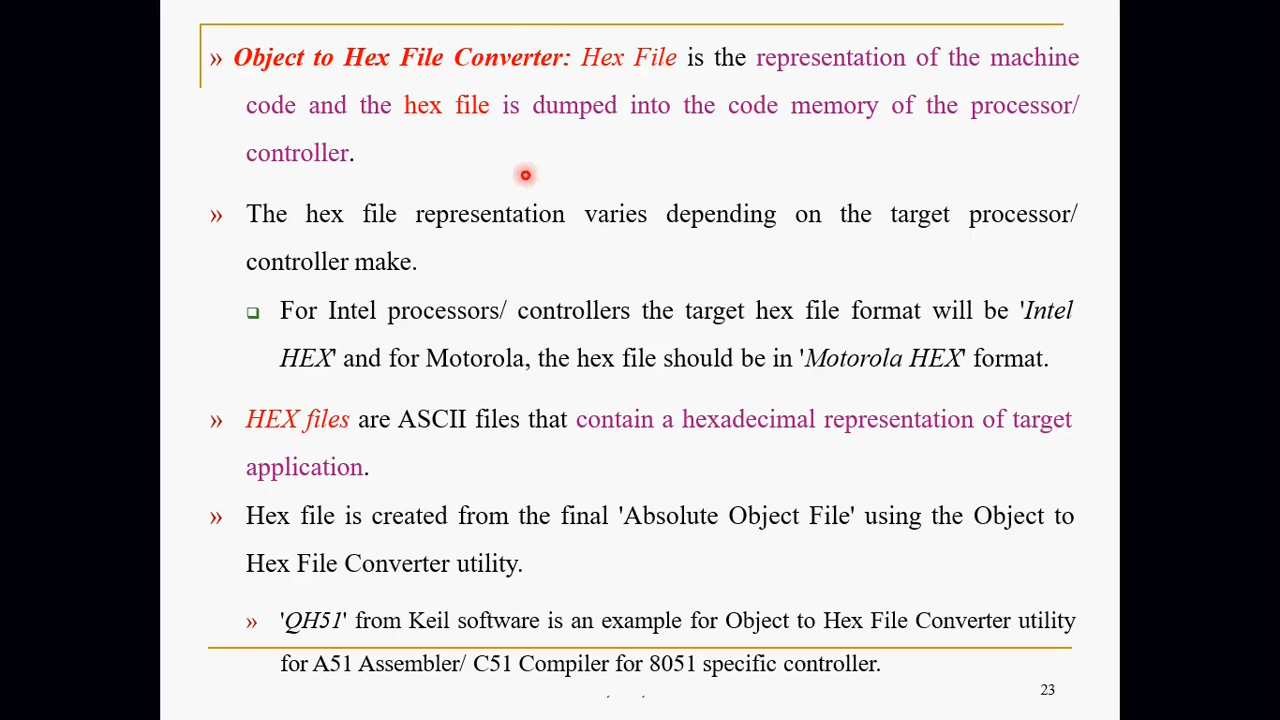 » Object to Hex File Converter: Hex File is the representation of the machine
code and the hex file is dumped into the code memory of the processor/
controller.
» The hex file representation varies depending on the target processor/
controller make.
❑ For Intel processors/ controllers the target hex file format will be 'Intel
HEX' and for Motorola, the hex file should be in 'Motorola HEX' format.
» HEX files are ASCII files that contain a hexadecimal representation of target
application.
» Hex file is created from the final 'Absolute Object File' using the Object to
Hex File Converter utility.
» 'QH51' from Keil software is an example for Object to Hex File Converter utility
for A51 Assembler/ C51 Compiler for 8051 specific controller.
23